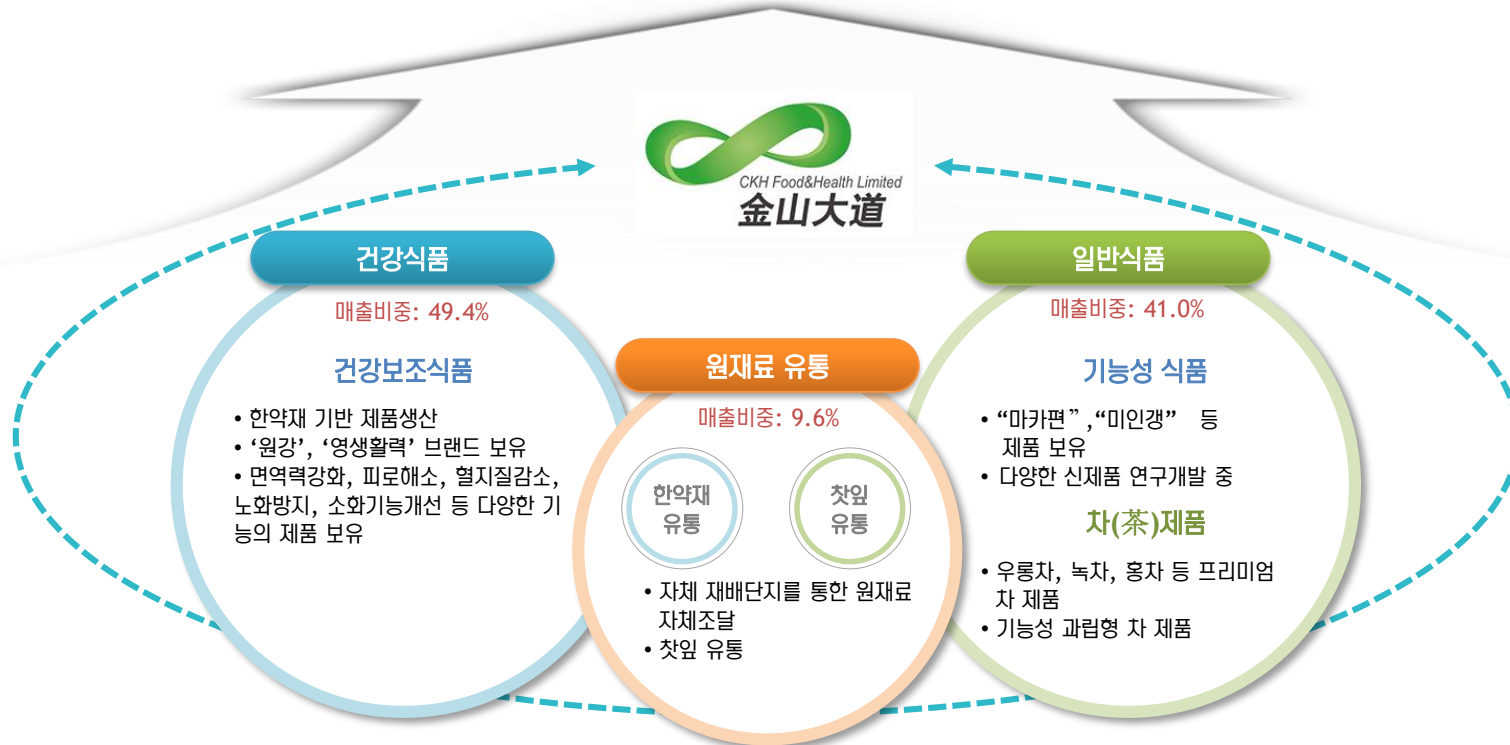 CKH Food&Health Limited
金山大道
건강식품
매출비중: 49.4%
건강보조식품
• 한약재 기반 제품생산
• ‘원강’, ‘영생활력’ 브랜드 보유
• 면역력강화, 피로해소, 혈지질감소,
노화방지, 소화기능개선 등 다양한 기
능의 제품 보유
원재료 유통
매출비중: 9.6%
한약재
유통
찻잎
유통
• 자체 재배단지를 통한 원재료
자체조달
• 찻잎 유통
일반식품
매출비중: 41.0%
기능성 식품
• “마카편”,“미인갱” 등
제품 보유
• 다양한 신제품 연구개발 중
차(茶)제품
• 우롱차, 녹차, 홍차 등 프리미엄
차 제품
• 기능성 과립형 차 제품